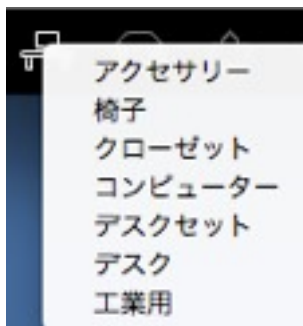 アクセサリー
椅子
クローゼット
コンピューター
デスクセット
デスク
工業用